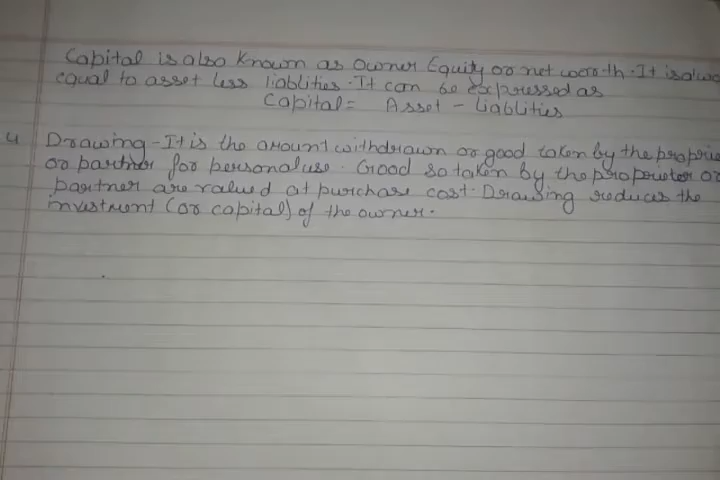 Capital is also known as Owner Equity or net worth. It is
equal to asset less liablities. It can be expressed as
Capital = Asset - Liablities
4 Drawing - It is the amount withdrawn or good taken by the
or partner for personal use. Good so taken by the proprietor or
partner are valued at purchase cost. Drawing reduces the
investment (or capital) of the owner.